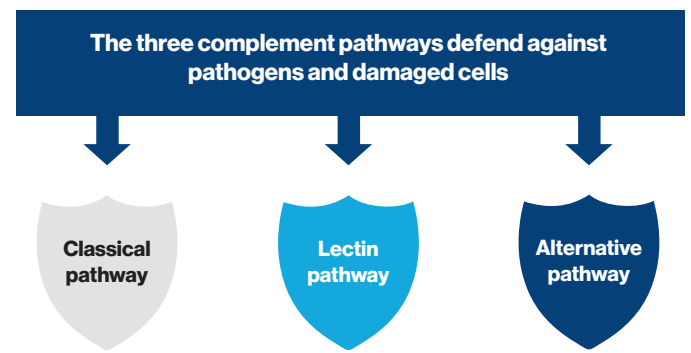 The three complement pathways defend against
pathogens and damaged cells
Classical
pathway
Lectin
pathway
Alternative
pathway